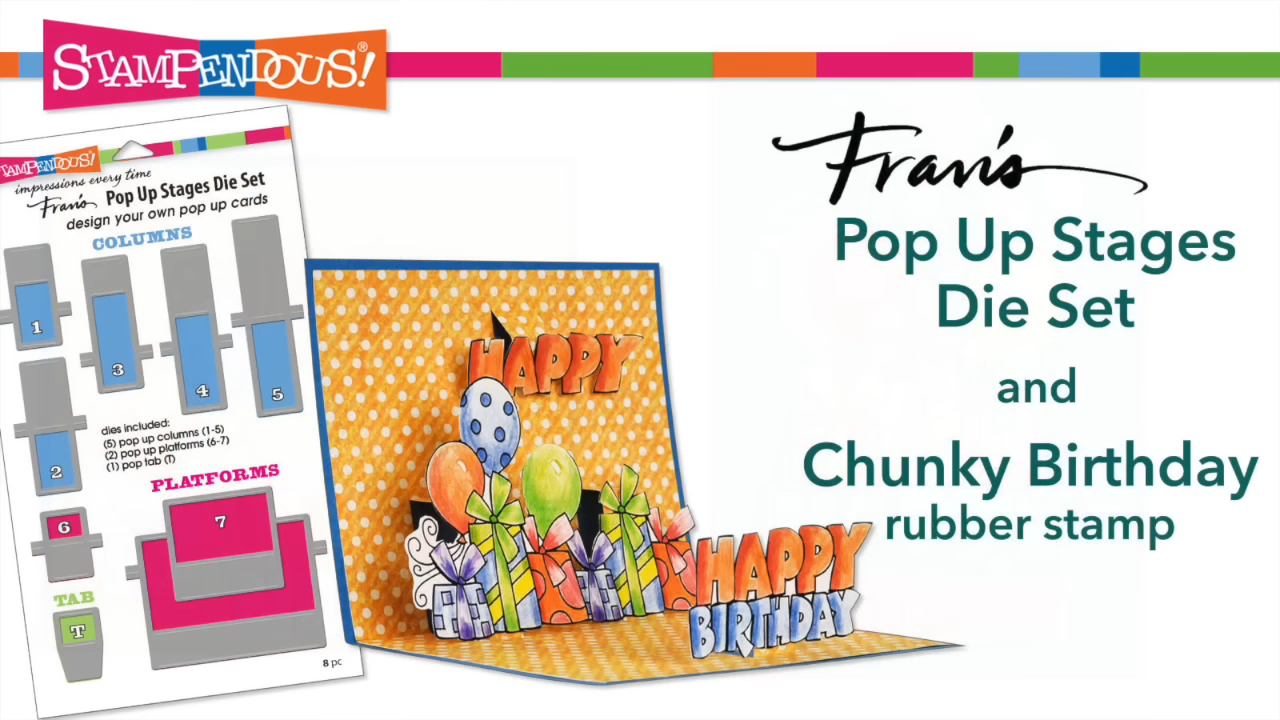 STAMPENDOUS!®
STAMPENDOUS!
impressions every time
Fran's Pop Up Stages Die Set
design your own pop up cards
COLUMNS
1
3
4
5
2
dies included:
(5) pop up columns (1-5)
(2) pop up platforms (6-7)
(1) pop tab (T)
PLATFORMS
6
7
TAB
T
8 pc
HAPPY
HAPPY
BIRTHDAY
Fran's
Pop Up Stages
Die Set
and
Chunky Birthday
rubber stamp